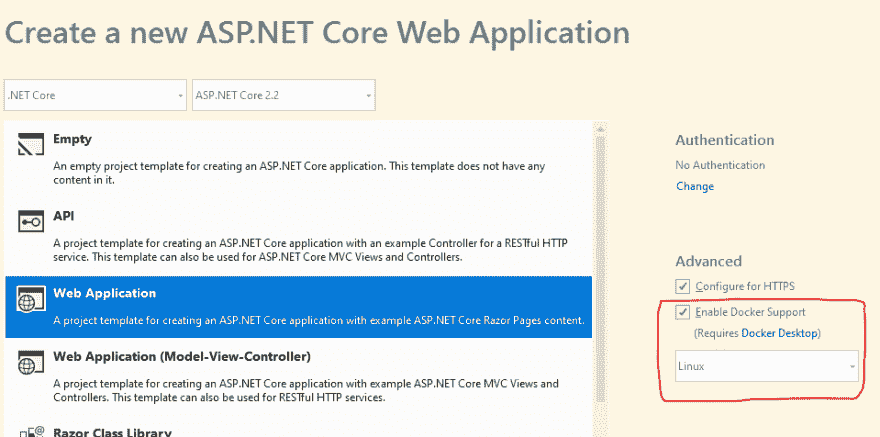 Create a new ASP.NET Core Web Application
.NET Core
ASP.NET Core 2.2
Empty
An empty project template for creating an ASP.NET Core application. This template does not have any
content in it.
API
A project template for creating an ASP.NET Core application with an example Controller for a RESTful HTTP
service. This template can also be used for ASP.NET Core MVC Views and Controllers.
Web Application
A project template for creating an ASP.NET Core application with example ASP.NET Core Razor Pages content.
Web Application (Model-View-Controller)
A project template for creating an ASP.NET Core application with example ASP.NET Core MVC Views and
Controllers. This template can also be used for RESTful HTTP services.
Razor Class Library
Authentication
No Authentication
Change
Advanced
Configure for HTTPS
Enable Docker Support
(Requires Docker Desktop)
Linux